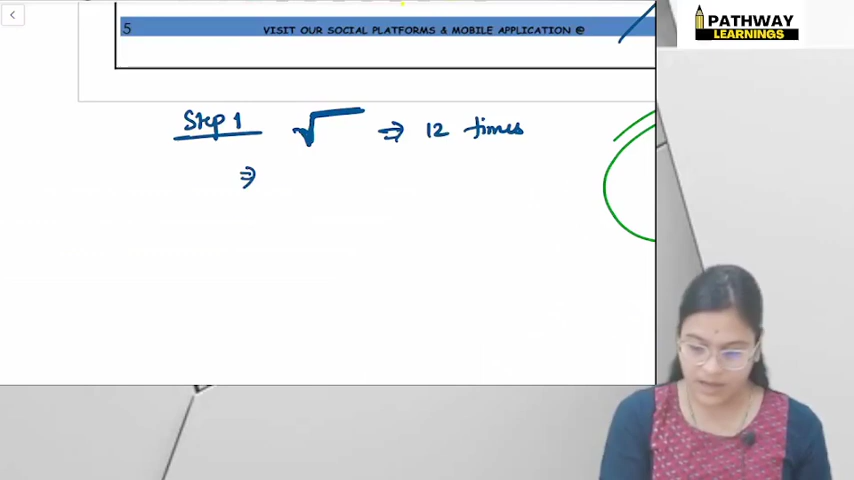 PATHWAY
LEARNINGS
5 VISIT OUR SOCIAL PLATFORMS & MOBILE APPLICATION @
Step 1 √ ⇒ 12 times
⇒